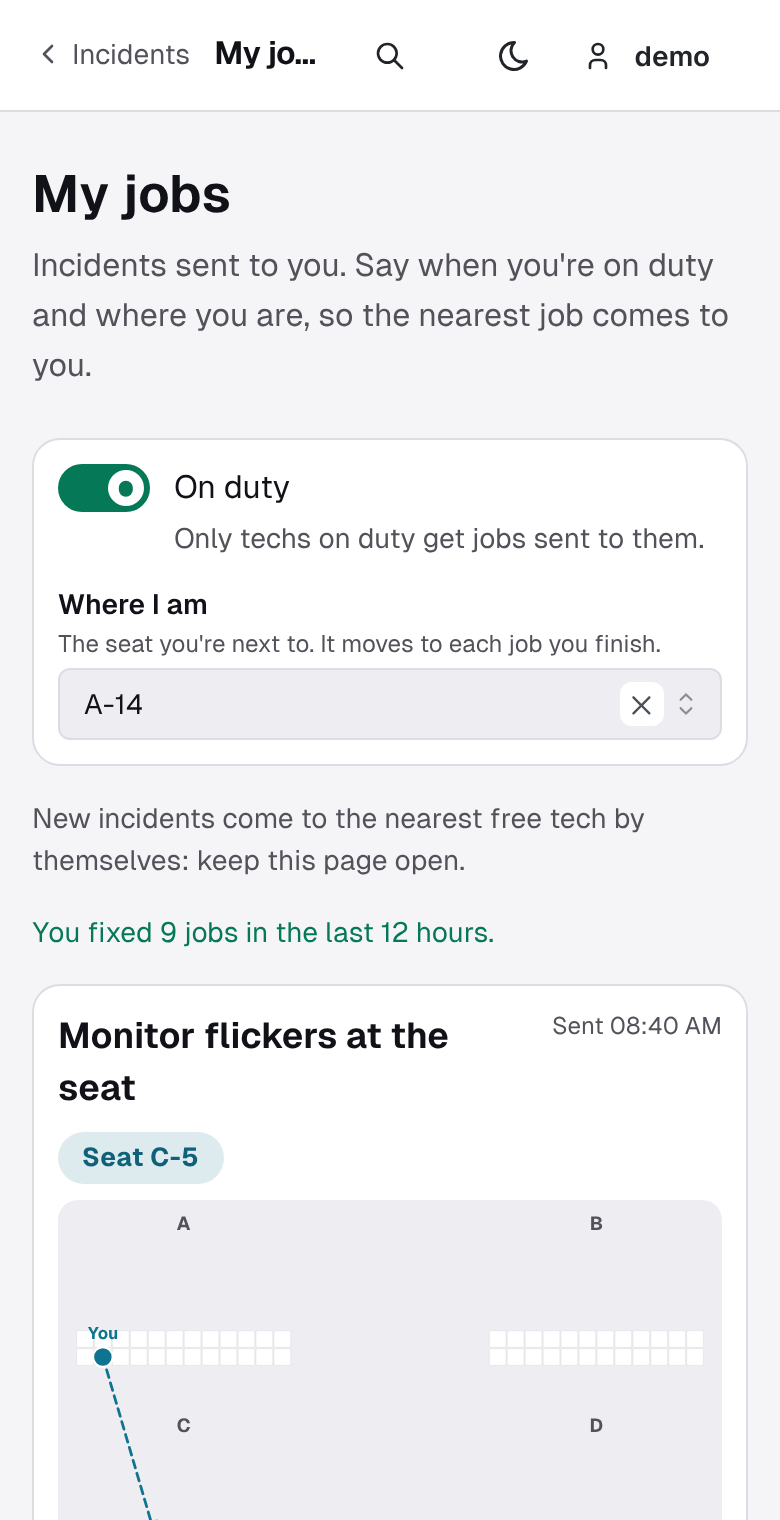 Incidents My jo... demo
My jobs
Incidents sent to you. Say when you're on duty
and where you are, so the nearest job comes to
you.
On duty
Only techs on duty get jobs sent to them.
Where I am
The seat you're next to. It moves to each job you finish.
A-14
New incidents come to the nearest free tech by
themselves: keep this page open.
You fixed 9 jobs in the last 12 hours.
Monitor flickers at the
seat
Sent 08:40 AM
Seat C-5
A B
You
C D